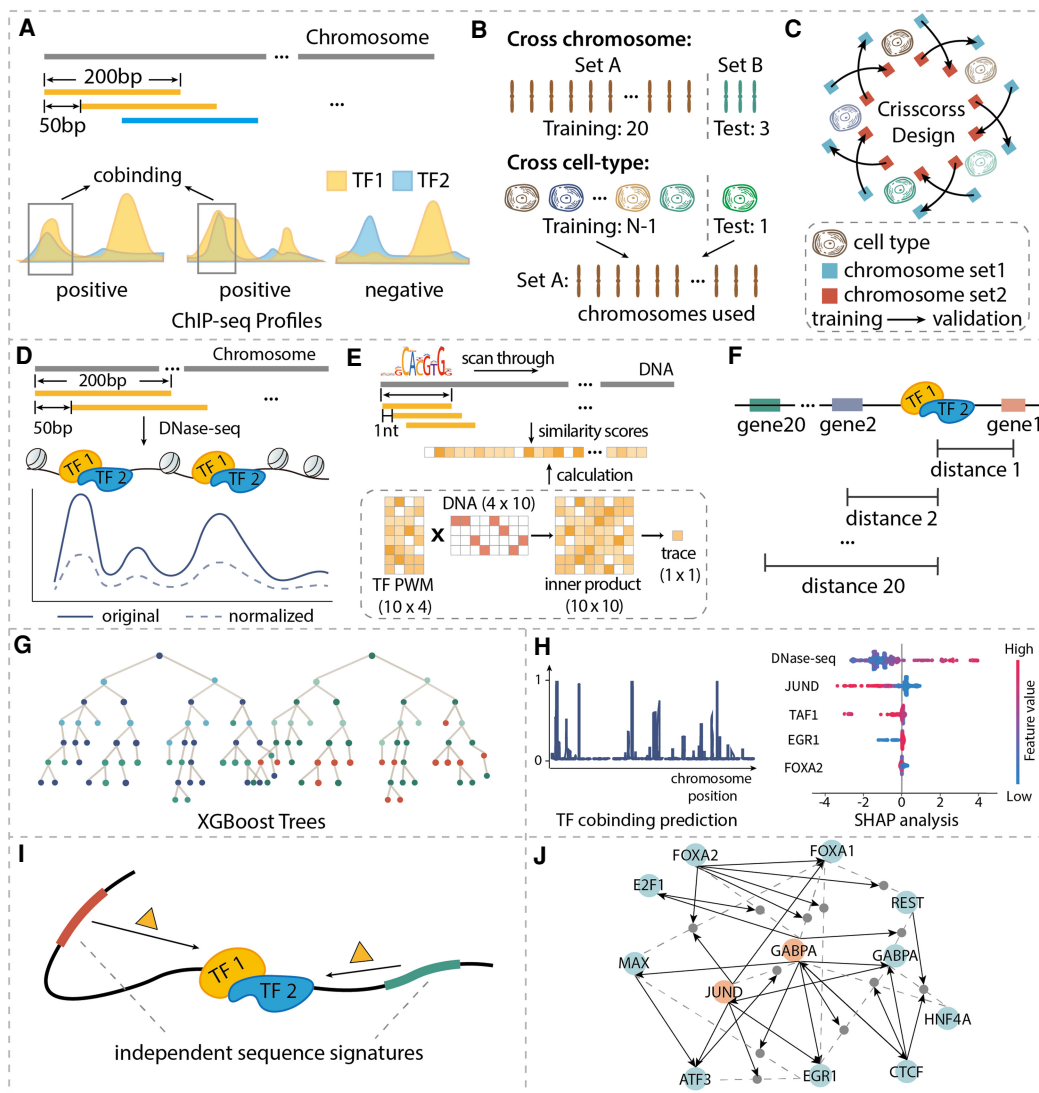 A
Chromosome
...
200bp
50bp
...
cobinding
TF1
TF2
positive
positive
negative
ChIP-seq Profiles
B
Cross chromosome:
Set A
Set B
...
Training: 20
Test: 3
Cross cell-type:
...
Training: N-1
Test: 1
Set A:
...
chromosomes used
C
Crisscorss
Design
cell type
chromosome set1
chromosome set2
training
validation
D
Chromosome
...
200bp
...
50bp
DNase-seq
TF 1
TF 2
TF 1
TF 2
original
normalized
E
CACGTG
scan through
DNA
...
...
1nt
similarity scores
...
calculation
DNA (4 x 10)
x
TF PWM
(10 x 4)
inner product
(10 x 10)
trace
(1 x 1)
F
TF 1
TF 2
...
gene20
gene2
gene1
distance 1
distance 2
...
distance 20
G
XGBoost Trees
H
1
0
chromosome
position
TF cobinding prediction
DNase-seq
JUND
TAF1
EGR1
FOXA2
-4
-2
0
2
4
SHAP analysis
High
Feature value
Low
I
TF 1
TF 2
independent sequence signatures
J
FOXA2
FOXA1
E2F1
REST
GABPA
GABPA
MAX
JUND
HNF4A
ATF3
EGR1
CTCF